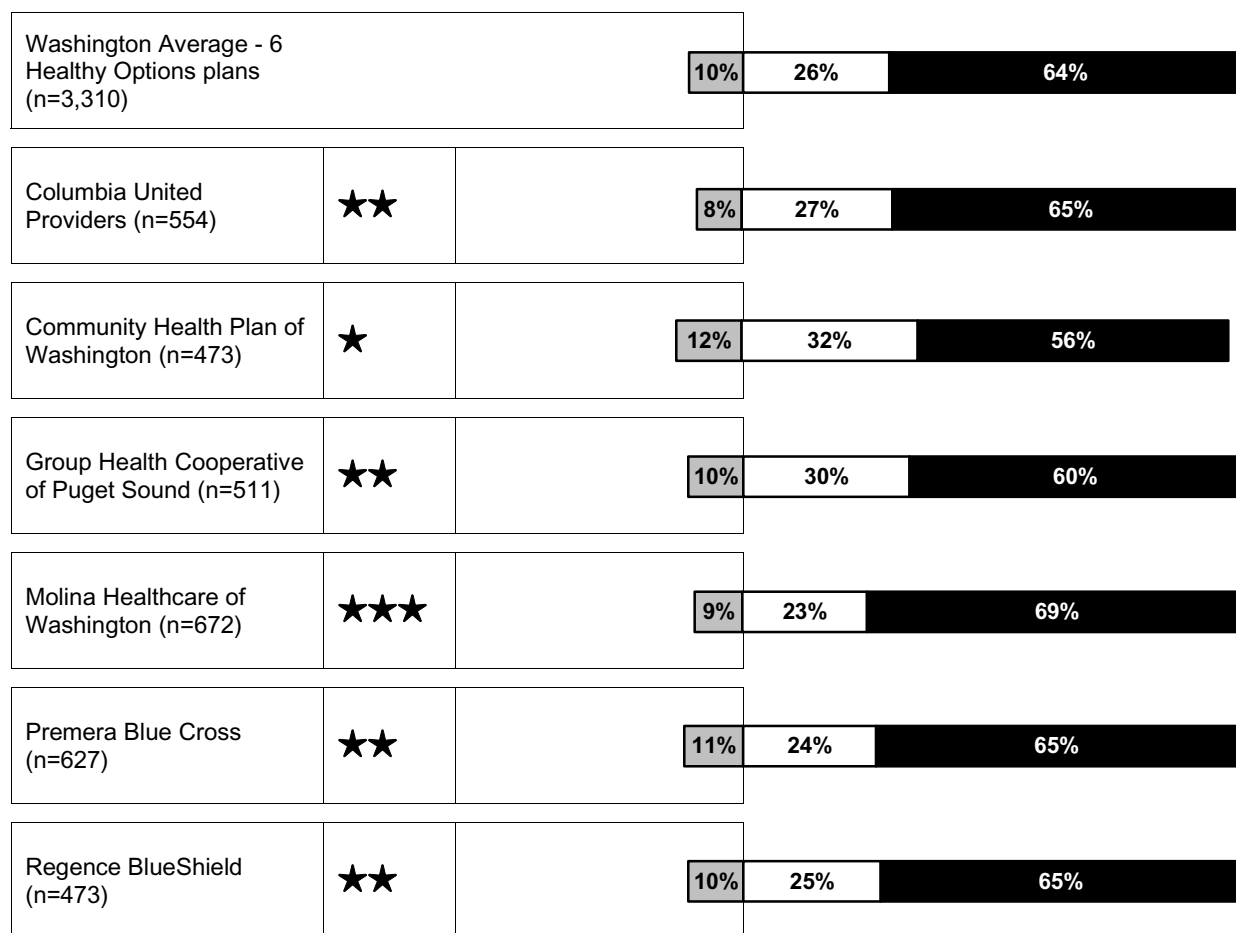 Washington Average - 6
Healthy Options plans
(n=3,310)
10% 26% 64%
Columbia United
Providers (n=554)
★★
8% 27% 65%
Community Health Plan of
Washington (n=473)
★
12% 32% 56%
Group Health Cooperative
of Puget Sound (n=511)
★★
10% 30% 60%
Molina Healthcare of
Washington (n=672)
★★★
9% 23% 69%
Premera Blue Cross
(n=627)
★★
11% 24% 65%
Regence BlueShield
(n=473)
★★
10% 25% 65%